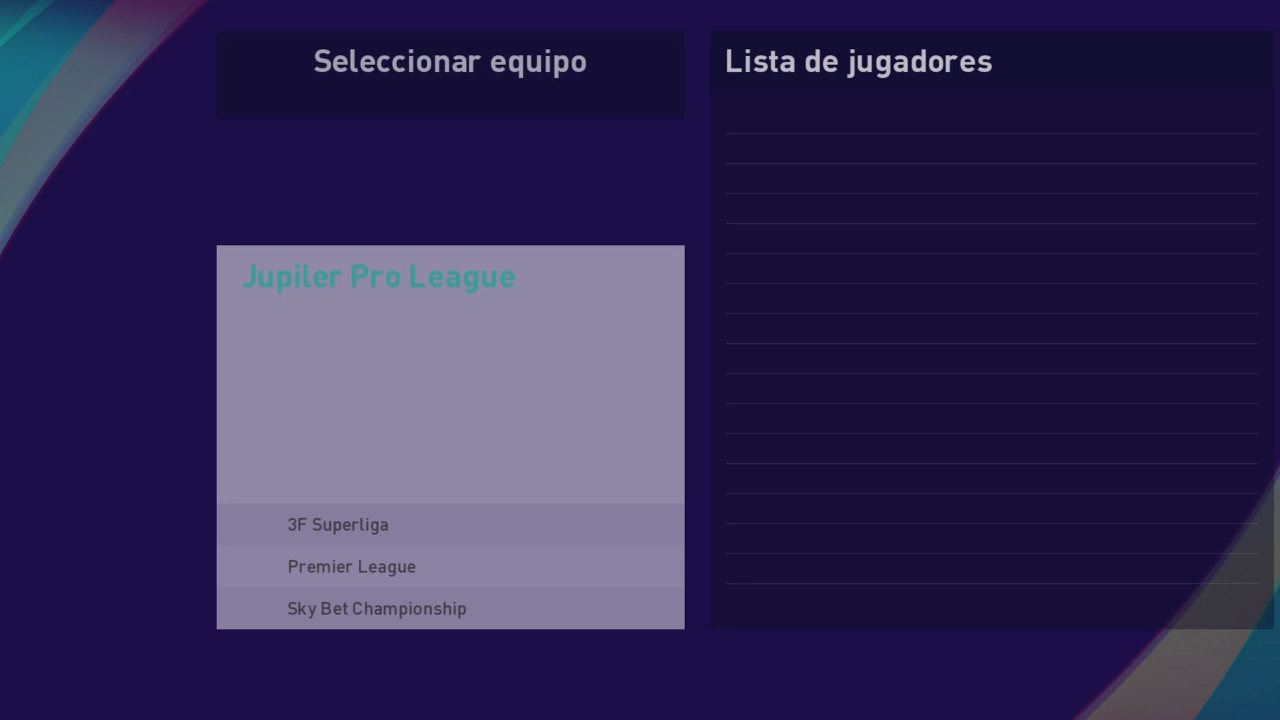 Seleccionar equipo
Lista de jugadores
Jupiler Pro League
3F Superliga
Premier League
Sky Bet Championship